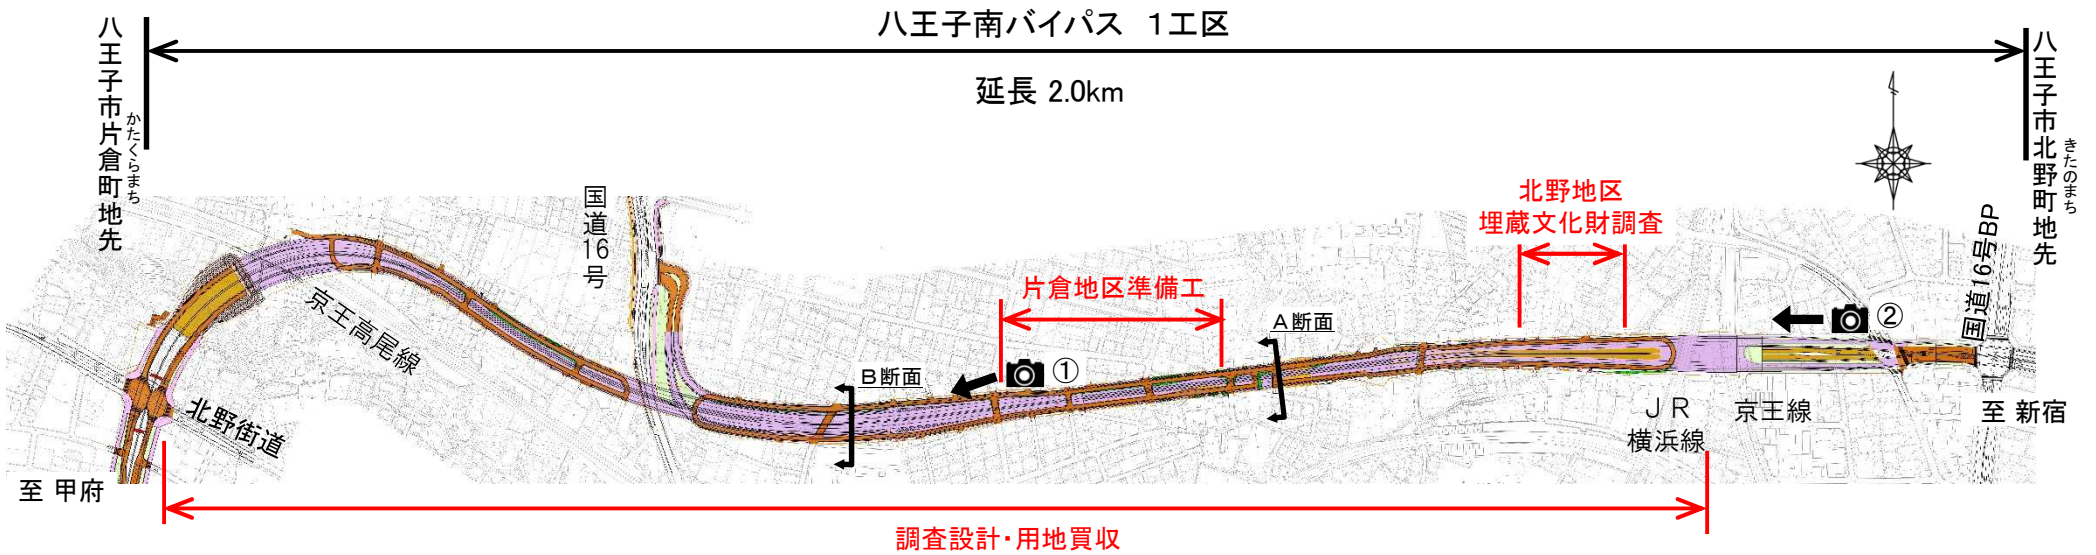 八王子南バイパス １工区
延長 2.0km
八王子市片倉町地先
かたくらまち
八王子市北野町地先
きたのまち
国道16号
国道16号BP
北野地区
埋蔵文化財調査
片倉地区準備工
A断面
B断面
①
②
京王高尾線
北野街道
ＪＲ
横浜線
京王線
至 新宿
至 甲府
調査設計・用地買収